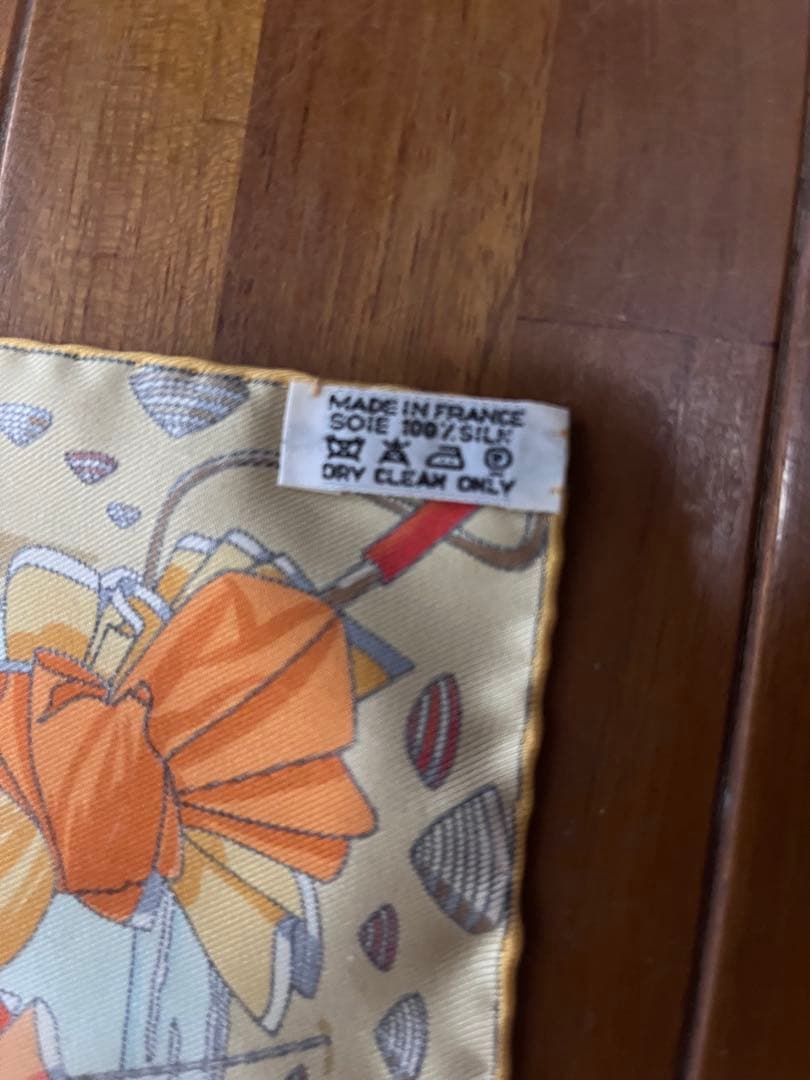 MADE IN FRANCE
SOIE 100% SILK
P
DRY CLEAN ONLY